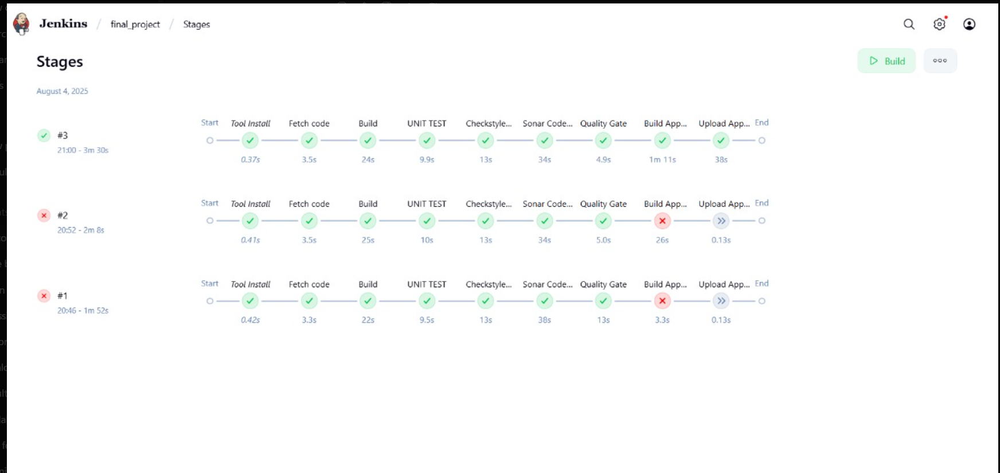 Jenkins / final_project / Stages
Stages
Build
August 4, 2025
Start Tool Install Fetch code Build UNIT TEST Checkstyle... Sonar Code... Quality Gate Build App... Upload App... End
#3
21:00 - 3m 30s
0.37s 3.5s 24s 9.9s 13s 34s 4.9s 1m 11s 38s
Start Tool Install Fetch code Build UNIT TEST Checkstyle... Sonar Code... Quality Gate Build App... Upload App... End
#2
20:52 - 2m 8s
0.41s 3.5s 25s 10s 13s 34s 5.0s 26s 0.13s
Start Tool Install Fetch code Build UNIT TEST Checkstyle... Sonar Code... Quality Gate Build App... Upload App... End
#1
20:46 - 1m 52s
0.42s 3.3s 22s 9.5s 13s 38s 13s 3.3s 0.13s